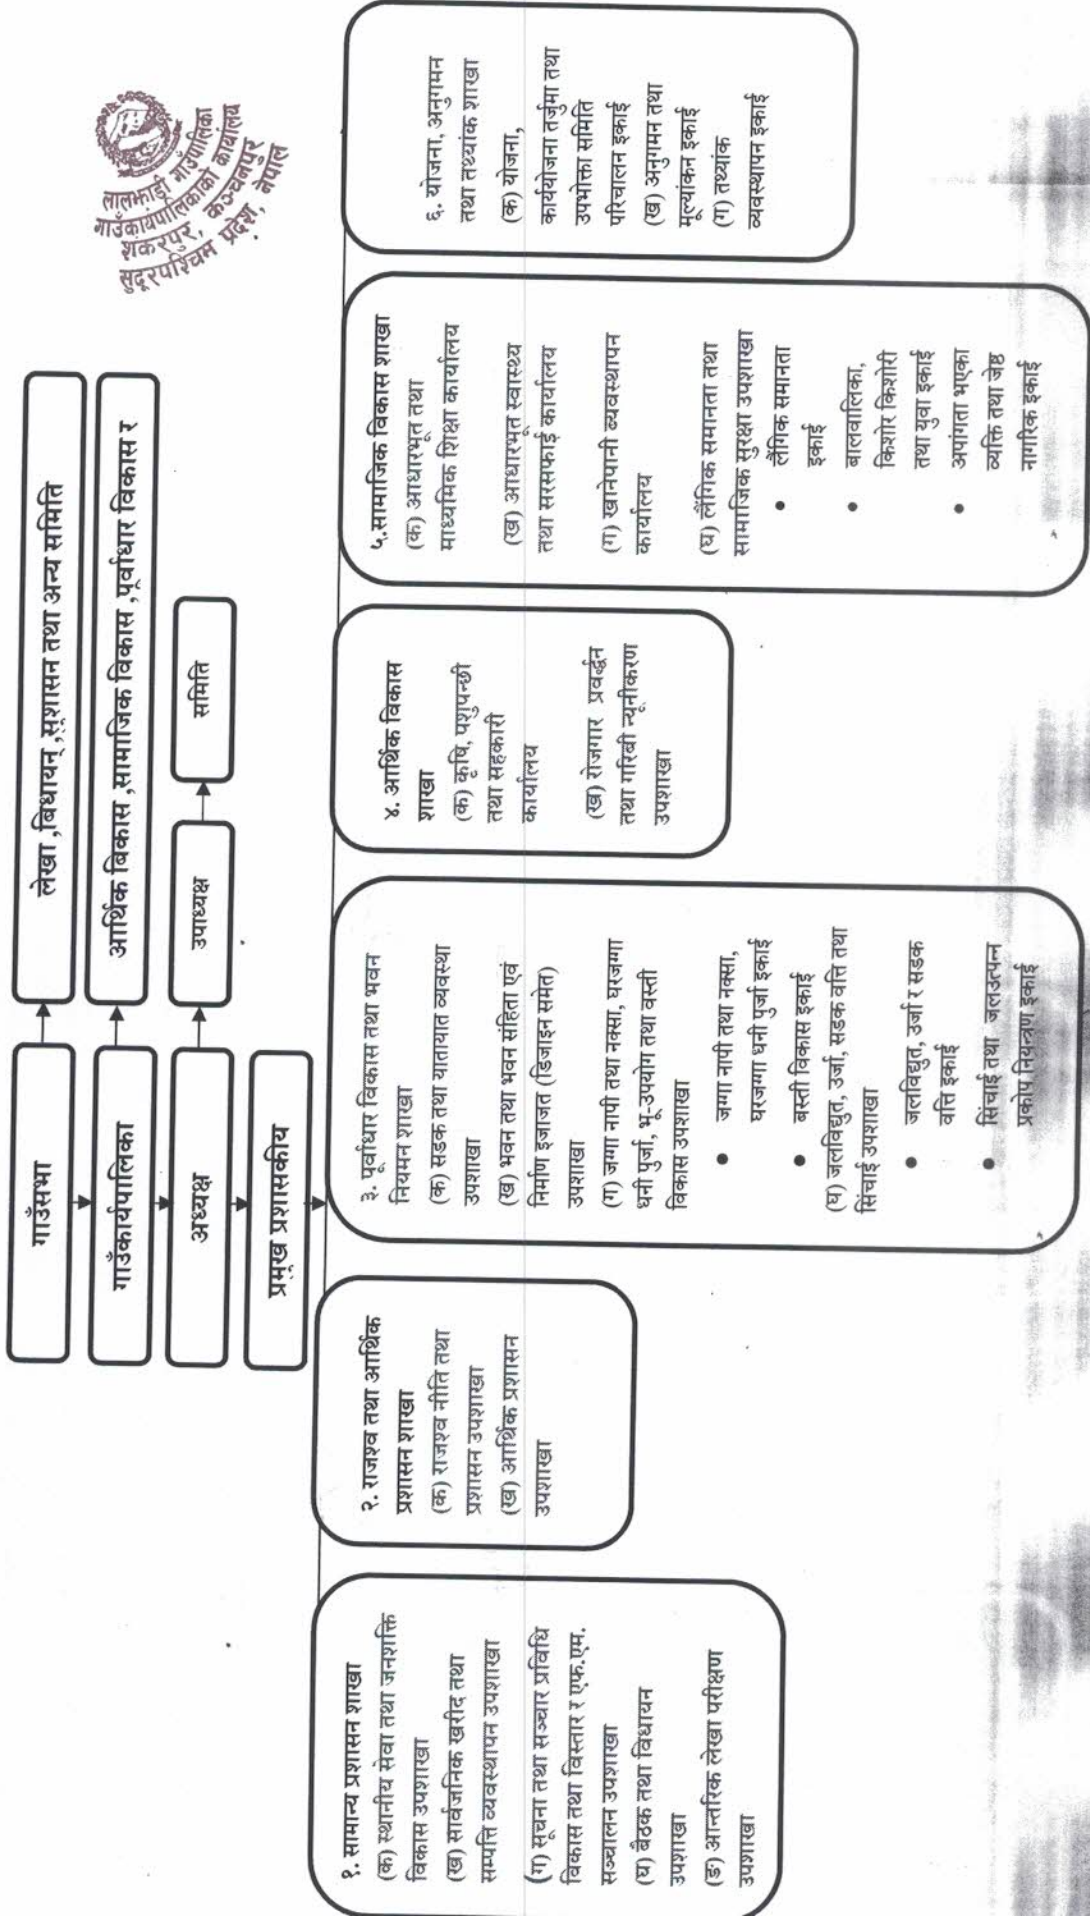 लालझाडी गाउँपालिका
गाउँकार्यपालिकाको कार्यालय
शंकरपुर, कञ्चनपुर
सुदूरपश्चिम प्रदेश, नेपाल
गाउँसभा
लेखा ,बिधायन् ,सुशासन तथा अन्य समिति
गाउँकार्यपालिका
आर्थिक बिकास ,सामाजिक विकास ,पूर्वाधार विकास र
अध्यक्ष
उपाध्यक्ष
समिति
प्रमुख प्रशासकीय
१. सामान्य प्रशासन शाखा
(क) स्थानीय सेवा तथा जनशक्ति
विकास उपशाखा
(ख) सार्वजनिक खरीद तथा
सम्पत्ति व्यवस्थापन उपशाखा
(ग) सूचना तथा सञ्चार प्रविधि
विकास तथा विस्तार र एफ.एम.
सञ्चालन उपशाखा
(घ) बैठक तथा विधायन
उपशाखा
(ङ) आन्तरिक लेखा परीक्षण
उपशाखा
२. राजश्व तथा आर्थिक
प्रशासन शाखा
(क) राजश्व नीति तथा
प्रशासन उपशाखा
(ख) आर्थिक प्रशासन
उपशाखा
३. पूर्वाधार विकास तथा भवन
नियमन शाखा
(क) सडक तथा यातायात व्यवस्था
उपशाखा
(ख) भवन तथा भवन संहिता एवं
निर्माण इजाजत (डिजाइन समेत)
उपशाखा
(ग) जग्गा नापी तथा नक्सा, घरजग्गा
धनी पुर्जा, भू-उपयोग तथा वस्ती
विकास उपशाखा
• जग्गा नापी तथा नक्सा,
घरजग्गा धनी पुर्जा इकाई
• बस्ती विकास इकाई
(घ) जलविद्युत, उर्जा, सडक वत्ति तथा
सिंचाई उपशाखा
• जलविद्युत, उर्जा र सडक
वत्ति इकाई
• सिंचाई तथा जलउत्पन्न
प्रकोप नियन्त्रण इकाई
४. आर्थिक विकास
शाखा
(क) कृषि, पशुपन्छी
तथा सहकारी
कार्यालय
(ख) रोजगार प्रवर्द्धन
तथा गरिबी न्यूनीकरण
उपशाखा
५.सामाजिक विकास शाखा
(क) आधारभूत तथा
माध्यमिक शिक्षा कार्यालय
(ख) आधारभूत स्वास्थ्य
तथा सरसफाई कार्यालय
(ग) खानेपानी व्यवस्थापन
कार्यालय
(घ) लैंगिक समानता तथा
सामाजिक सुरक्षा उपशाखा
• लैंगिक समानता
इकाई
• बालवालिका,
किशोर किशोरी
तथा युवा इकाई
• अपांगता भएका
व्यक्ति तथा जेष्ठ
नागरिक इकाई
६. योजना, अनुगमन
तथा तथ्यांक शाखा
(क) योजना,
कार्ययोजना तर्जुमा तथा
उपभोक्ता समिति
परिचालन इकाई
(ख) अनुगमन तथा
मूल्यांकन इकाई
(ग) तथ्यांक
व्यवस्थापन इकाई